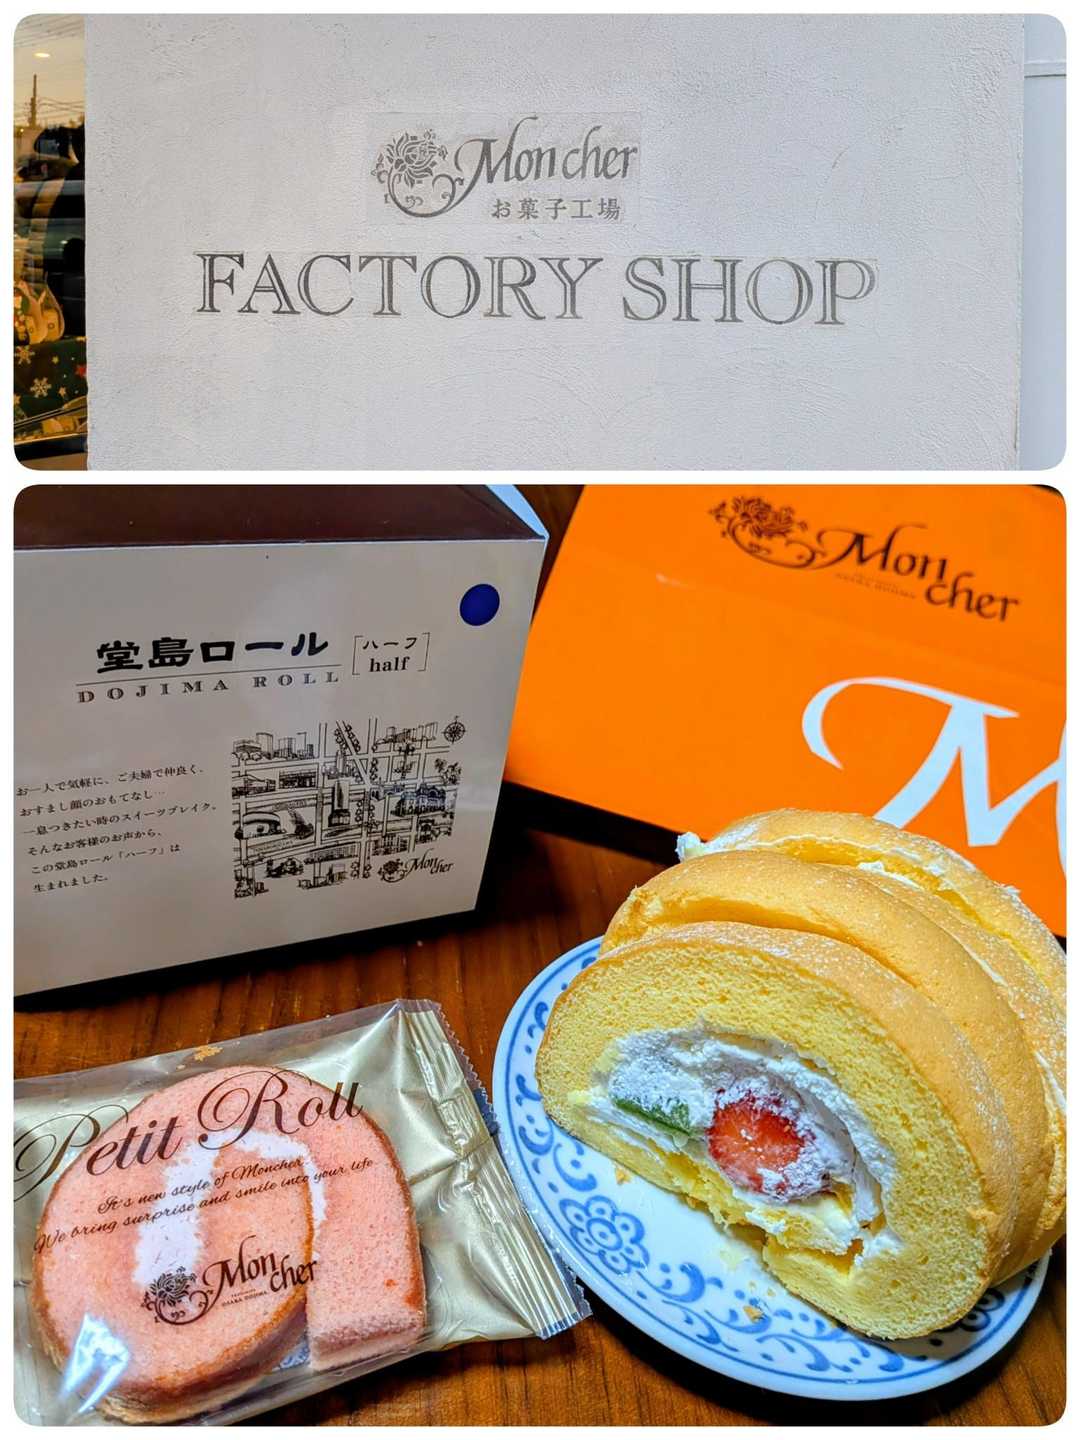 Mon cher
お菓子工場
FACTORY SHOP
堂島ロール
[ハーフ
half]
DOJIMA ROLL
お一人で気軽に、ご夫婦で仲良く、
おすまし顔のおもてなし…
一息つきたい時のスイーツブレイク。
そんなお客様のお声から、
この堂島ロール「ハーフ」は
生まれました。
Mon
cher
Mon
cher
OSAKA DOJIMA
M
Petit Roll
It's new style of Moncher
We bring surprise and smile into your life
Mon
cher
OSAKA DOJIMA